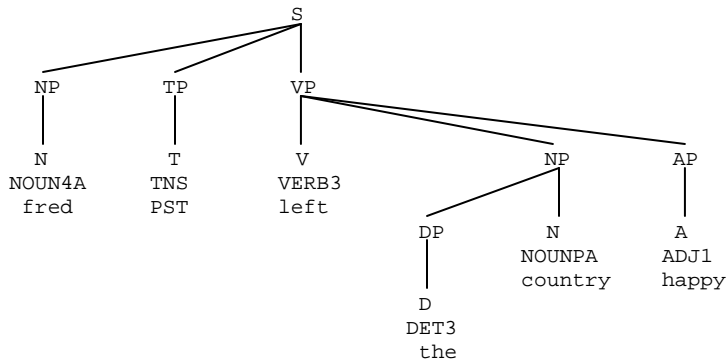 S
NP TP VP
N T V NP AP
NOUN4A TNS VERB3
fred PST left
DP N A
NOUNPA ADJ1
country happy
D
DET3
the